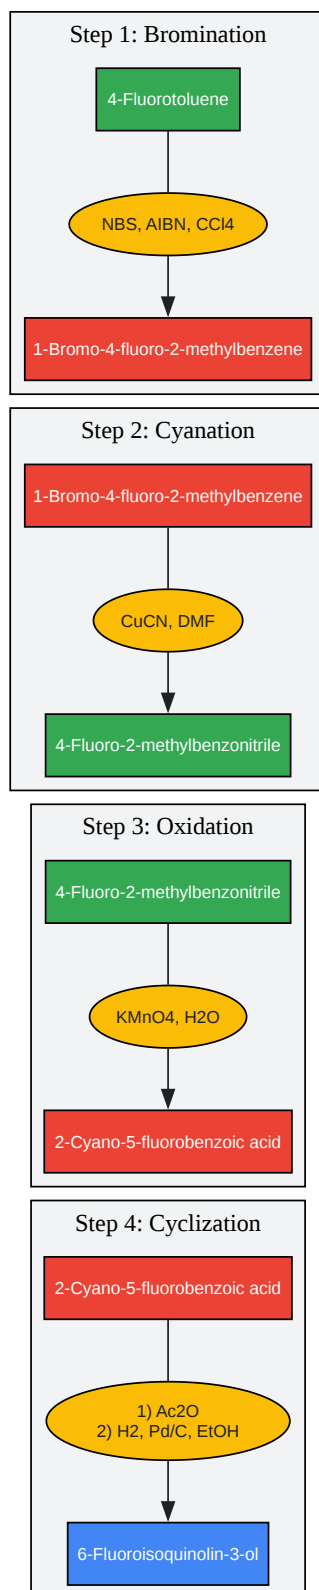 Step 1: Bromination
4-Fluorotoluene
NBS, AIBN, CCl4
1-Bromo-4-fluoro-2-methylbenzene
Step 2: Cyanation
1-Bromo-4-fluoro-2-methylbenzene
CuCN, DMF
4-Fluoro-2-methylbenzonitrile
Step 3: Oxidation
4-Fluoro-2-methylbenzonitrile
KMnO4, H2O
2-Cyano-5-fluorobenzoic acid
Step 4: Cyclization
2-Cyano-5-fluorobenzoic acid
1) Ac2O
2) H2, Pd/C, EtOH
6-Fluoroisoquinolin-3-ol